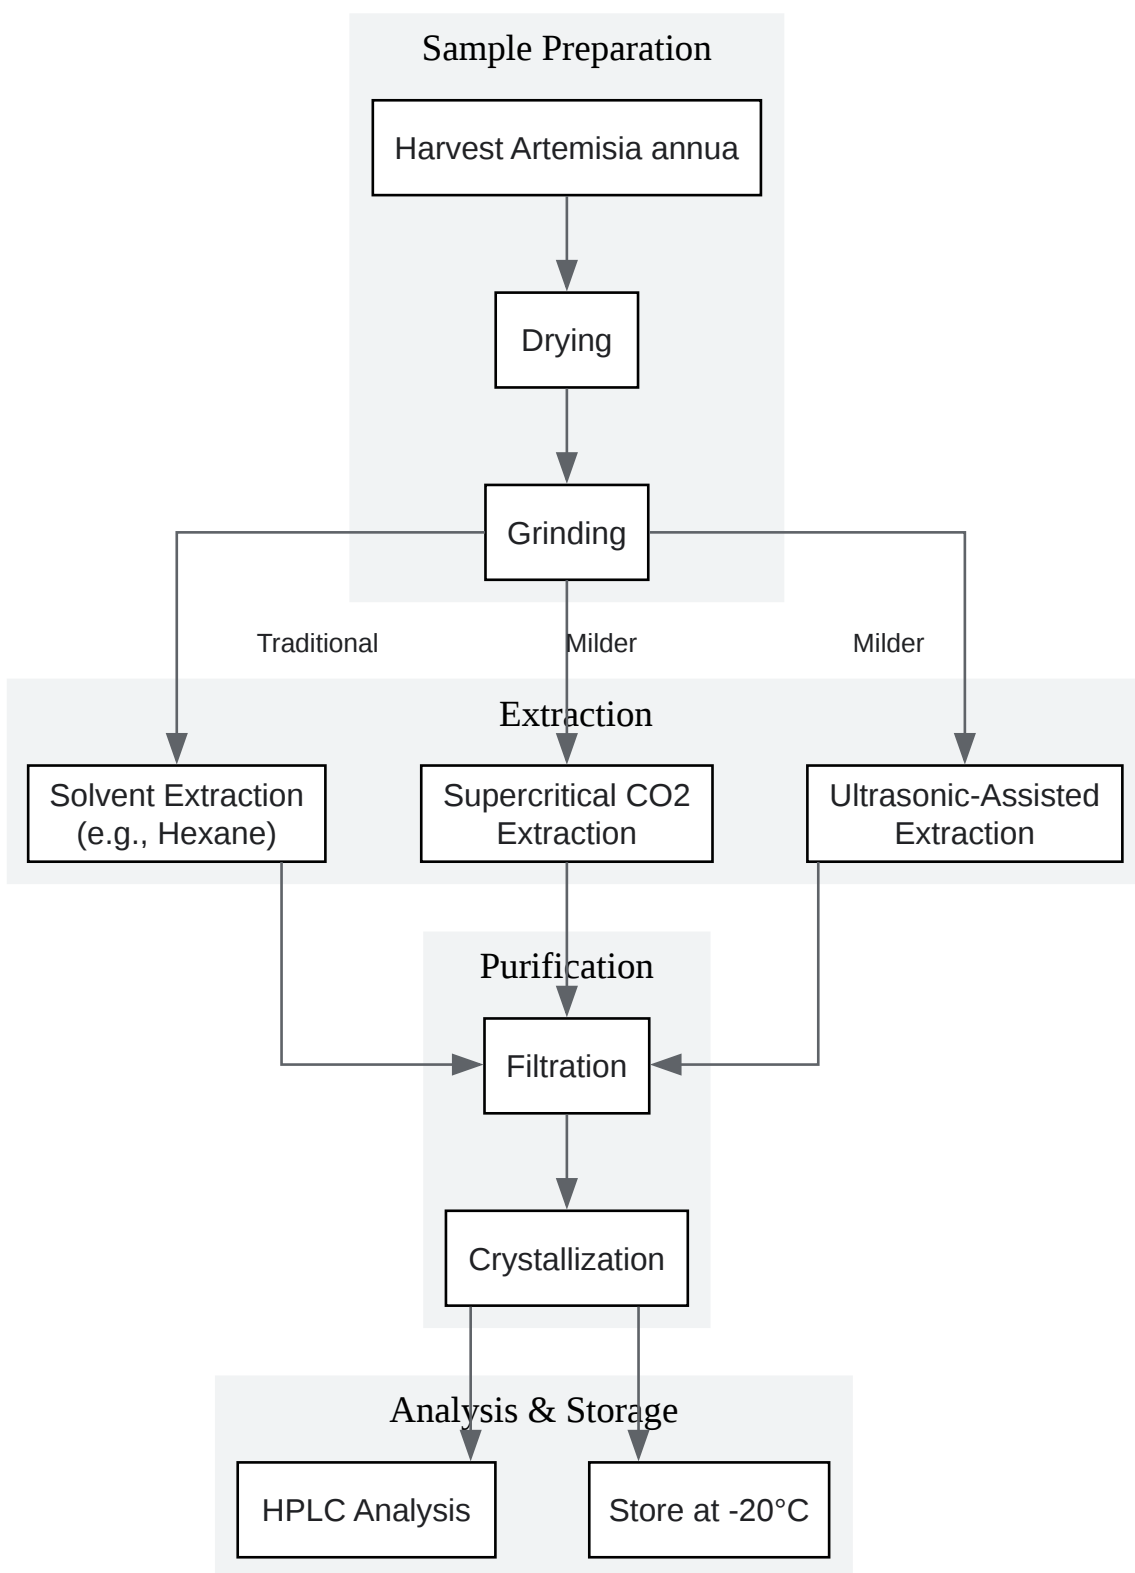 Sample Preparation
Harvest Artemisia annua
Drying
Grinding
Traditional
Milder
Milder
Extraction
Solvent Extraction
(e.g., Hexane)
Supercritical CO2
Extraction
Ultrasonic-Assisted
Extraction
Purification
Filtration
Crystallization
Analysis & Storage
HPLC Analysis
Store at -20°C